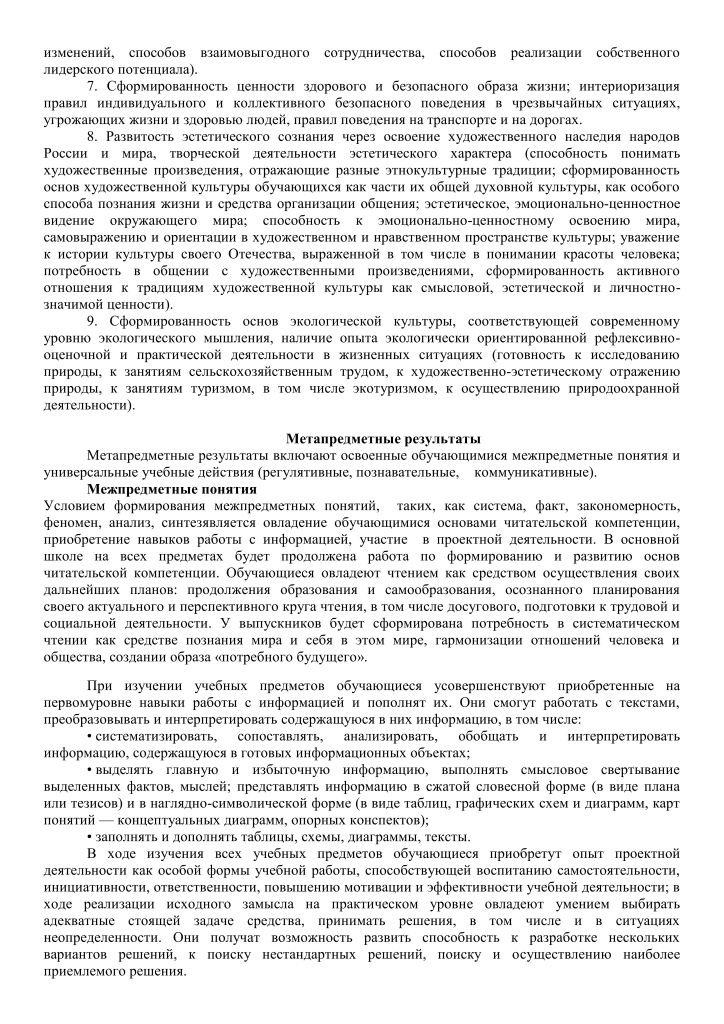 изменений, способов взаимовыгодного сотрудничества, способов реализации собственного
лидерского потенциала).
7. Сформированность ценности здорового и безопасного образа жизни; интериоризация
правил индивидуального и коллективного безопасного поведения в чрезвычайных ситуациях,
угрожающих жизни и здоровью людей, правил поведения на транспорте и на дорогах.
8. Развитость эстетического сознания через освоение художественного наследия народов
России и мира, творческой деятельности эстетического характера (способность понимать
художественные произведения, отражающие разные этнокультурные традиции; сформированность
основ художественной культуры обучающихся как части их общей духовной культуры, как особого
способа познания жизни и средства организации общения; эстетическое, эмоционально-ценностное
видение окружающего мира; способность к эмоционально-ценностному освоению мира,
самовыражению и ориентации в художественном и нравственном пространстве культуры; уважение
к истории культуры своего Отечества, выраженной в том числе в понимании красоты человека;
потребность в общении с художественными произведениями, сформированность активного
отношения к традициям художественной культуры как смысловой, эстетической и личностно-
значимой ценности).
9. Сформированность основ экологической культуры, соответствующей современному
уровню экологического мышления, наличие опыта экологически ориентированной рефлексивно-
оценочной и практической деятельности в жизненных ситуациях (готовность к исследованию
природы, к занятиям сельскохозяйственным трудом, к художественно-эстетическому отражению
природы, к занятиям туризмом, в том числе экотуризмом, к осуществлению природоохранной
деятельности).
Метапредметные результаты
Метапредметные результаты включают освоенные обучающимися межпредметные понятия и
универсальные учебные действия (регулятивные, познавательные, коммуникативные).
Межпредметные понятия
Условием формирования межпредметных понятий, таких, как система, факт, закономерность,
феномен, анализ, синтезявляется овладение обучающимися основами читательской компетенции,
приобретение навыков работы с информацией, участие в проектной деятельности. В основной
школе на всех предметах будет продолжена работа по формированию и развитию основ
читательской компетенции. Обучающиеся овладеют чтением как средством осуществления своих
дальнейших планов: продолжения образования и самообразования, осознанного планирования
своего актуального и перспективного круга чтения, в том числе досугового, подготовки к трудовой и
социальной деятельности. У выпускников будет сформирована потребность в систематическом
чтении как средстве познания мира и себя в этом мире, гармонизации отношений человека и
общества, создании образа «потребного будущего».
При изучении учебных предметов обучающиеся усовершенствуют приобретенные на
первомуровне навыки работы с информацией и пополнят их. Они смогут работать с текстами,
преобразовывать и интерпретировать содержащуюся в них информацию, в том числе:
• систематизировать, сопоставлять, анализировать, обобщать и интерпретировать
информацию, содержащуюся в готовых информационных объектах;
• выделять главную и избыточную информацию, выполнять смысловое свертывание
выделенных фактов, мыслей; представлять информацию в сжатой словесной форме (в виде плана
или тезисов) и в наглядно-символической форме (в виде таблиц, графических схем и диаграмм, карт
понятий — концептуальных диаграмм, опорных конспектов);
• заполнять и дополнять таблицы, схемы, диаграммы, тексты.
В ходе изучения всех учебных предметов обучающиеся приобретут опыт проектной
деятельности как особой формы учебной работы, способствующей воспитанию самостоятельности,
инициативности, ответственности, повышению мотивации и эффективности учебной деятельности; в
ходе реализации исходного замысла на практическом уровне овладеют умением выбирать
адекватные стоящей задаче средства, принимать решения, в том числе и в ситуациях
неопределенности. Они получат возможность развить способность к разработке нескольких
вариантов решений, к поиску нестандартных решений, поиску и осуществлению наиболее
приемлемого решения.